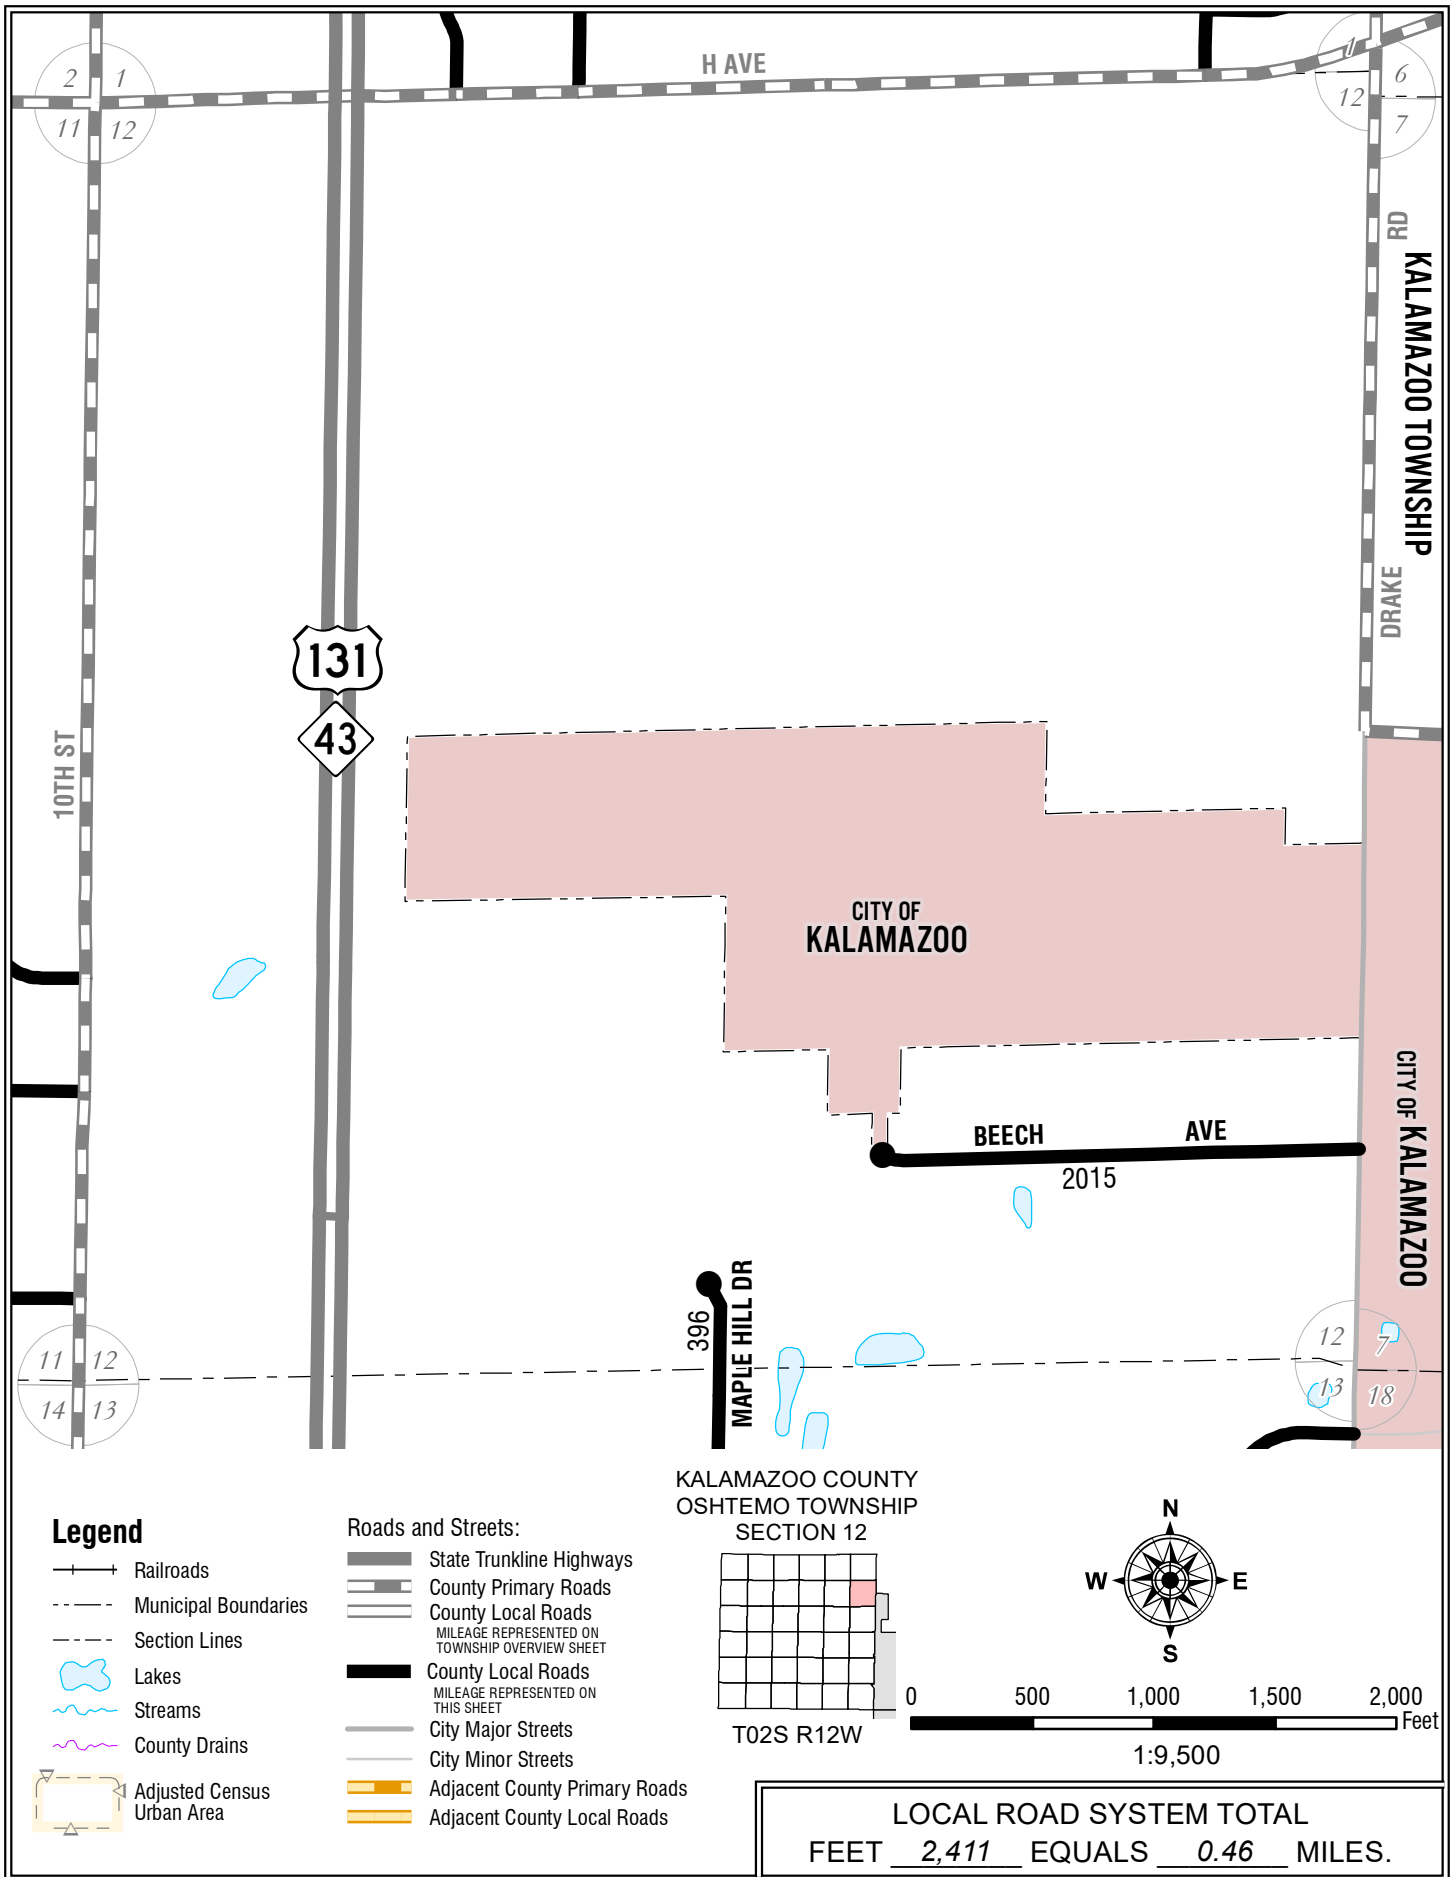 H AVE
2 1
11 12
1 6
12 7
RD
KALAMAZOO TOWNSHIP
DRAKE
131
43
10TH ST
CITY OF
KALAMAZOO
CITY OF KALAMAZOO
BEECH AVE
2015
396
MAPLE HILL DR
11 12
14 13
12 7
13 18
KALAMAZOO COUNTY
OSHTEMO TOWNSHIP
SECTION 12
T02S R12W
Legend
Railroads
Municipal Boundaries
Section Lines
Lakes
Streams
County Drains
Adjusted Census
Urban Area
Roads and Streets:
State Trunkline Highways
County Primary Roads
County Local Roads
MILEAGE REPRESENTED ON
TOWNSHIP OVERVIEW SHEET
County Local Roads
MILEAGE REPRESENTED ON
THIS SHEET
City Major Streets
City Minor Streets
Adjacent County Primary Roads
Adjacent County Local Roads
N
W E
S
0 500 1,000 1,500 2,000
Feet
1:9,500
LOCAL ROAD SYSTEM TOTAL
FEET 2,411 EQUALS 0.46 MILES.